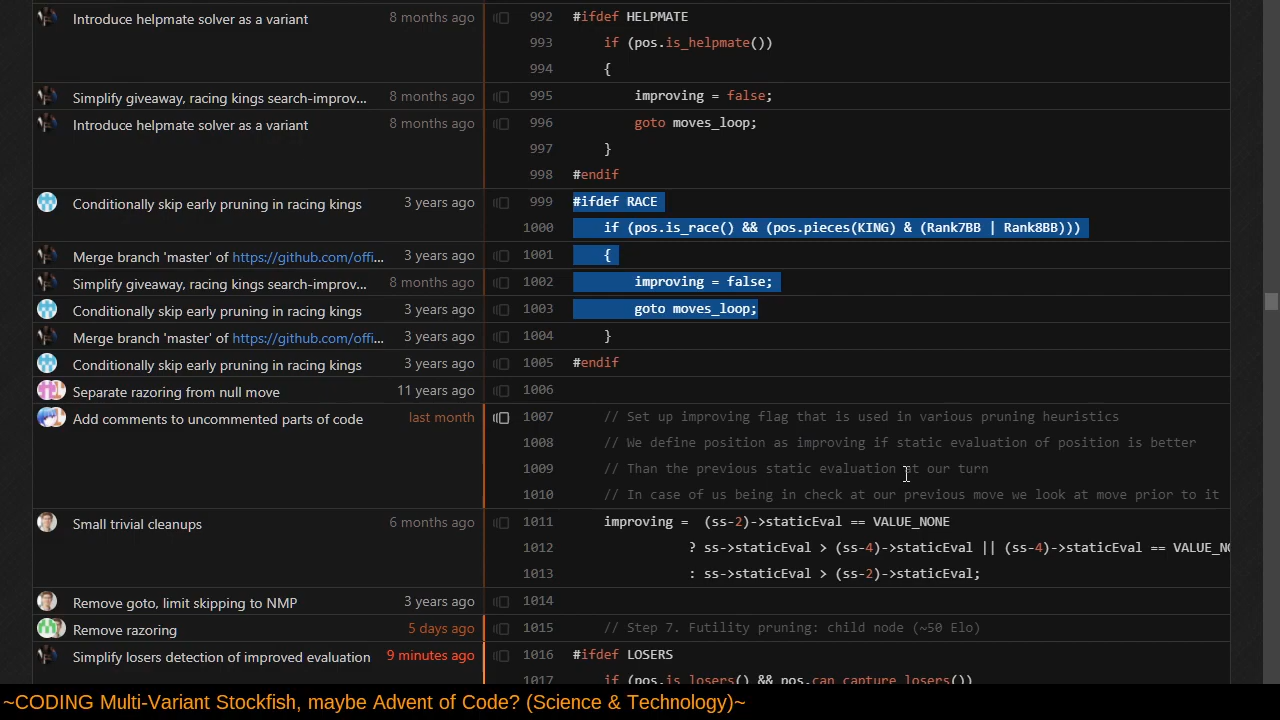 Introduce helpmate solver as a variant 8 months ago 992 #ifdef HELPMATE
993 if (pos.is_helpmate())
994 {
Simplify giveaway, racing kings search-improv... 8 months ago 995 improving = false;
Introduce helpmate solver as a variant 8 months ago 996 goto moves_loop;
997 }
998 #endif
Conditionally skip early pruning in racing kings 3 years ago 999 #ifdef RACE
1000 if (pos.is_race() && (pos.pieces(KING) & (Rank7BB | Rank8BB)))
Merge branch 'master' of https://github.com/offi... 3 years ago 1001 {
Simplify giveaway, racing kings search-improv... 8 months ago 1002 improving = false;
Conditionally skip early pruning in racing kings 3 years ago 1003 goto moves_loop;
Merge branch 'master' of https://github.com/offi... 3 years ago 1004 }
Conditionally skip early pruning in racing kings 3 years ago 1005 #endif
Separate razoring from null move 11 years ago 1006
Add comments to uncommented parts of code last month 1007 // Set up improving flag that is used in various pruning heuristics
1008 // We define position as improving if static evaluation of position is better
1009 // Than the previous static evaluation at our turn
1010 // In case of us being in check at our previous move we look at move prior to it
Small trivial cleanups 6 months ago 1011 improving = (ss-2)->staticEval == VALUE_NONE
1012 ? ss->staticEval > (ss-4)->staticEval || (ss-4)->staticEval == VALUE_NO
1013 : ss->staticEval > (ss-2)->staticEval;
Remove goto, limit skipping to NMP 3 years ago 1014
Remove razoring 5 days ago 1015 // Step 7. Futility pruning: child node (~50 Elo)
Simplify losers detection of improved evaluation 9 minutes ago 1016 #ifdef LOSERS
1017 if (pos.is_losers() && pos.can_capture_losers())
~CODING Multi-Variant Stockfish, maybe Advent of Code? (Science & Technology)~